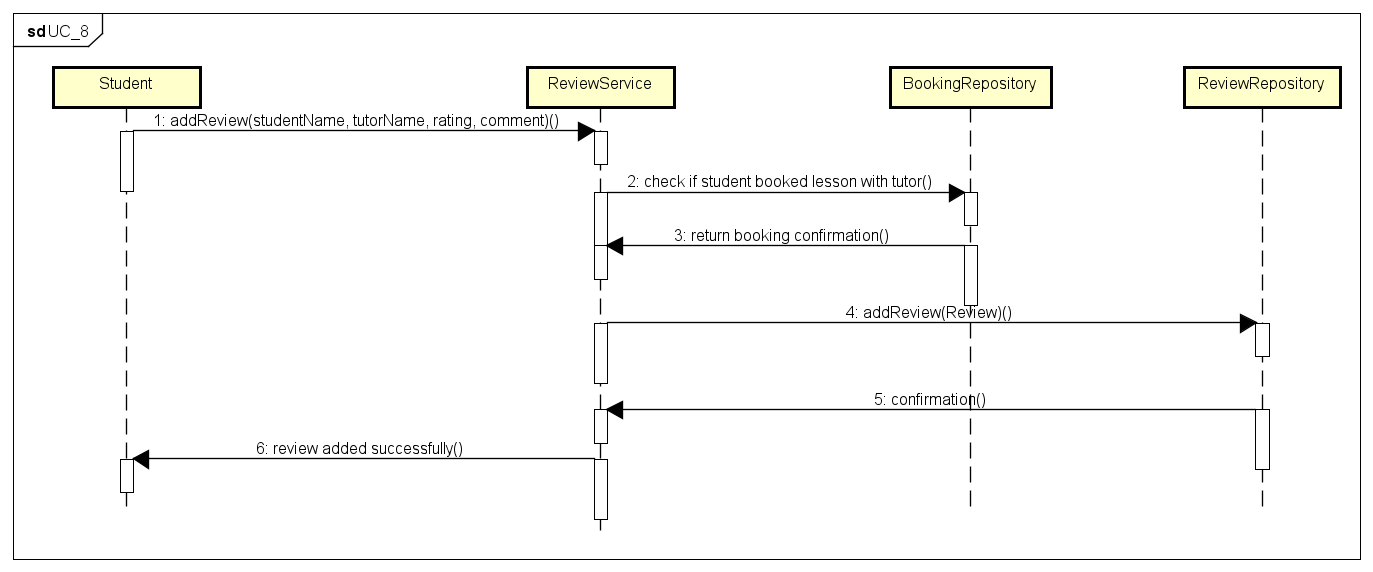 sd UC_8
Student
ReviewService
BookingRepository
ReviewRepository
1: addReview(studentName, tutorName, rating, comment)()
2: check if student booked lesson with tutor()
3: return booking confirmation()
4: addReview(Review)()
5: confirmation()
6: review added successfully()